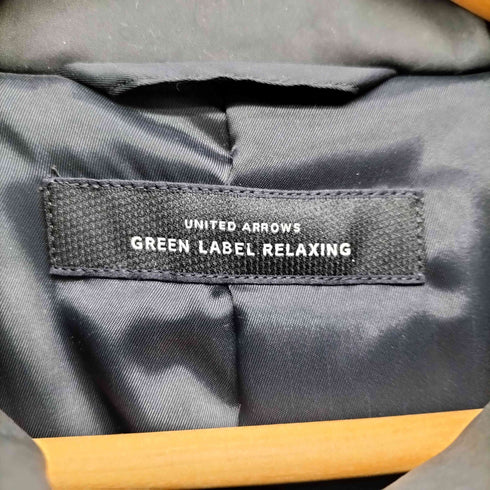 UNITED ARROWS
GREEN LABEL RELAXING